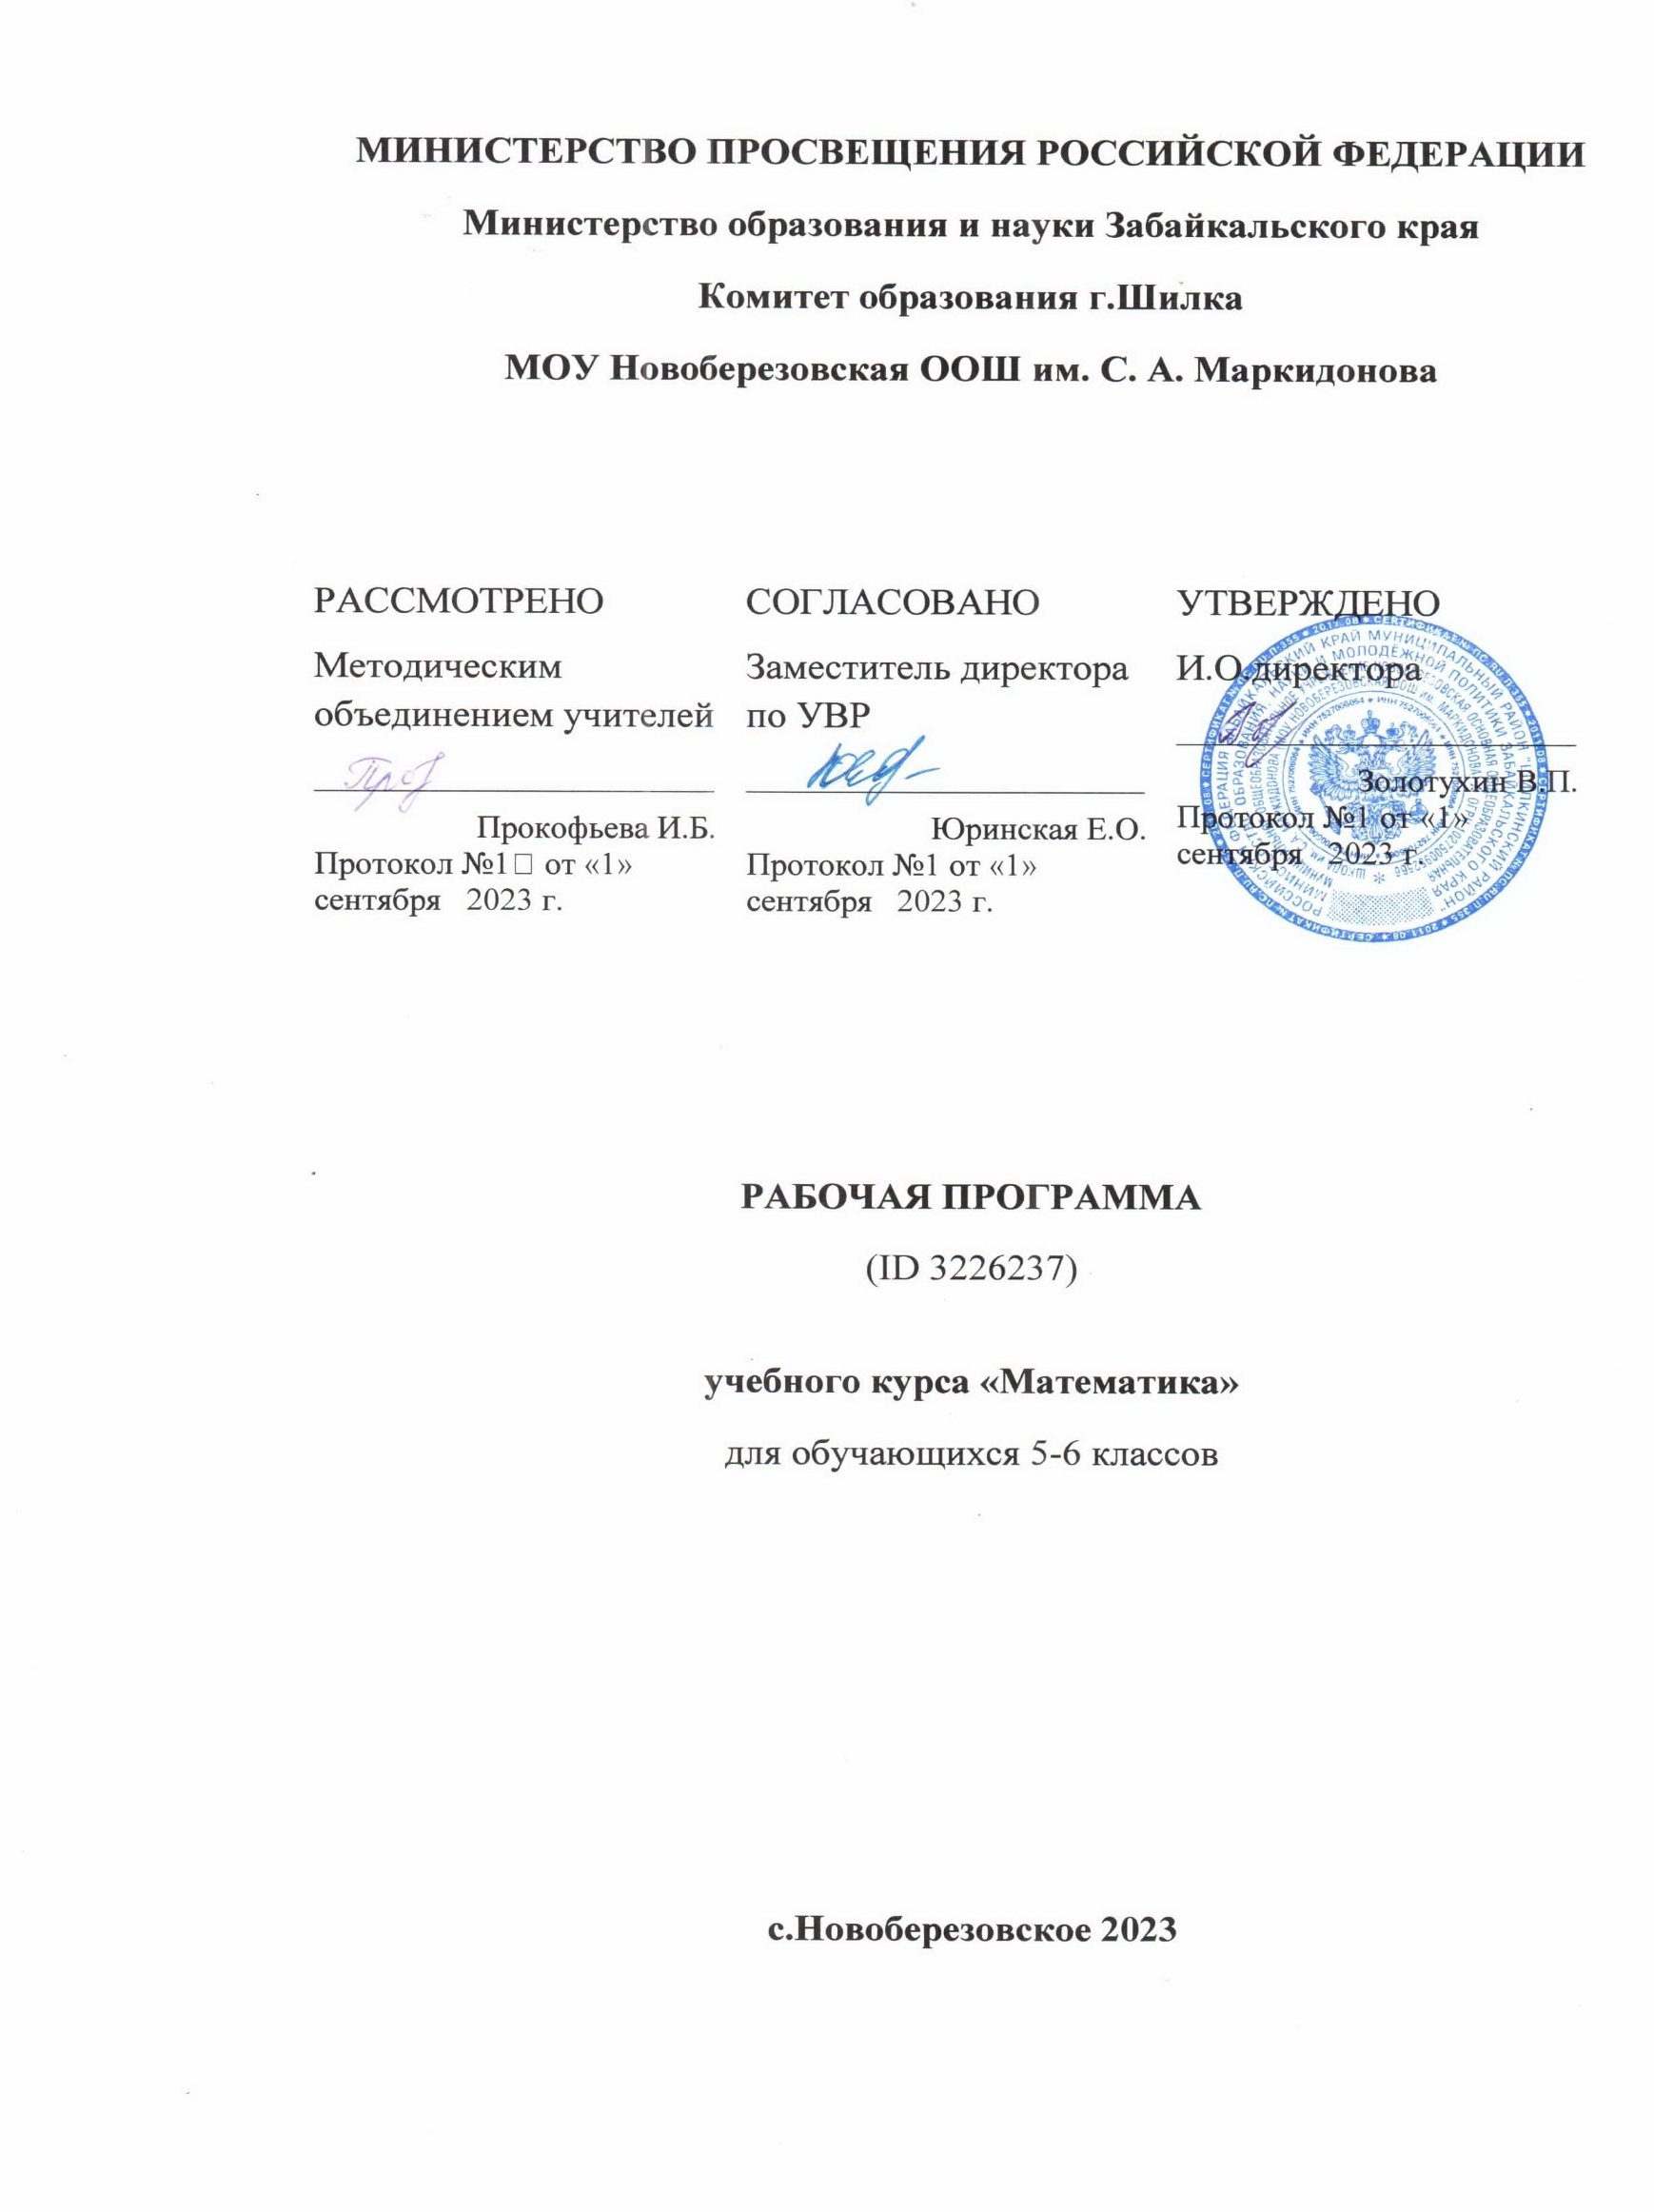 МИНИСТЕРСТВО ПРОСВЕЩЕНИЯ РОССИЙСКОЙ ФЕДЕРАЦИИ
Министерство образования и науки Забайкальского края
Комитет образования г.Шилка
МОУ Новоберезовская ООШ им. С. А. Маркидонова
РАССМОТРЕНО
Методическим
объединением учителей
Прокофьева И.Б.
Протокол №1□ от «1»
сентября 2023 г.
СОГЛАСОВАНО
Заместитель директора
по УВР
Юринская Е.О.
Протокол №1 от «1»
сентября 2023 г.
УТВЕРЖДЕНО
И.О.директора
Золотухин В.П.
Протокол №1 от «1»
сентября 2023 г.
РАБОЧАЯ ПРОГРАММА
(ID 3226237)
учебного курса «Математика»
для обучающихся 5-6 классов
с.Новоберезовское 2023